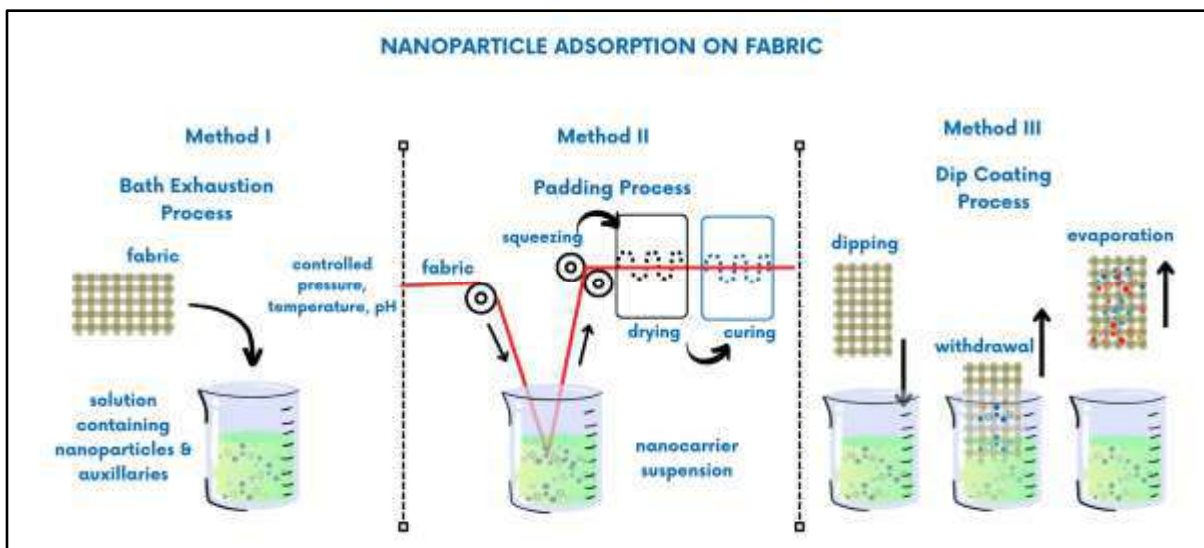 NANOPARTICLE ADSORPTION ON FABRIC
Method I
Bath Exhaustion
Process
fabric
solution
containing
nanoparticles &
auxillaries
controlled
pressure,
temperature, pH
Method II
Padding Process
squeezing
fabric
drying
curing
nanocarrier
suspension
Method III
Dip Coating
Process
dipping
withdrawal
evaporation